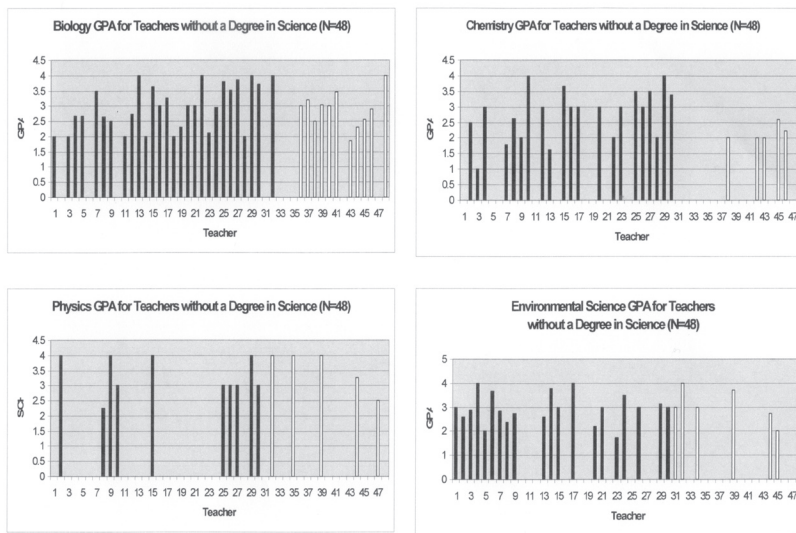 Biology GPA for Teachers without a Degree in Science (N=48)
4.5
4
3.5
3
2.5
2
1.5
1
0.5
0
GPA
1 3 5 7 9 11 13 15 17 19 21 23 25 27 29 31 33 35 37 39 41 43 45 47
Teacher
Chemistry GPA for Teachers without a Degree in Science (N=48)
4.5
4
3.5
3
2.5
2
1.5
1
0.5
0
GPA
1 3 5 7 9 11 13 15 17 19 21 23 25 27 29 31 33 35 37 39 41 43 45 47
Teacher
Physics GPA for Teachers without a Degree in Science (N=48)
4.5
4
3.5
3
2.5
2
1.5
1
0.5
0
1 3 5 7 9 11 13 15 17 19 21 23 25 27 29 31 33 35 37 39 41 43 45 47
Teacher
Environmental Science GPA for Teachers
without a Degree in Science (N=48)
5
4
3
2
1
0
GPA
1 3 5 7 9 11 13 15 17 19 21 23 25 27 29 31 33 35 37 39 41 43 45 47
Teacher